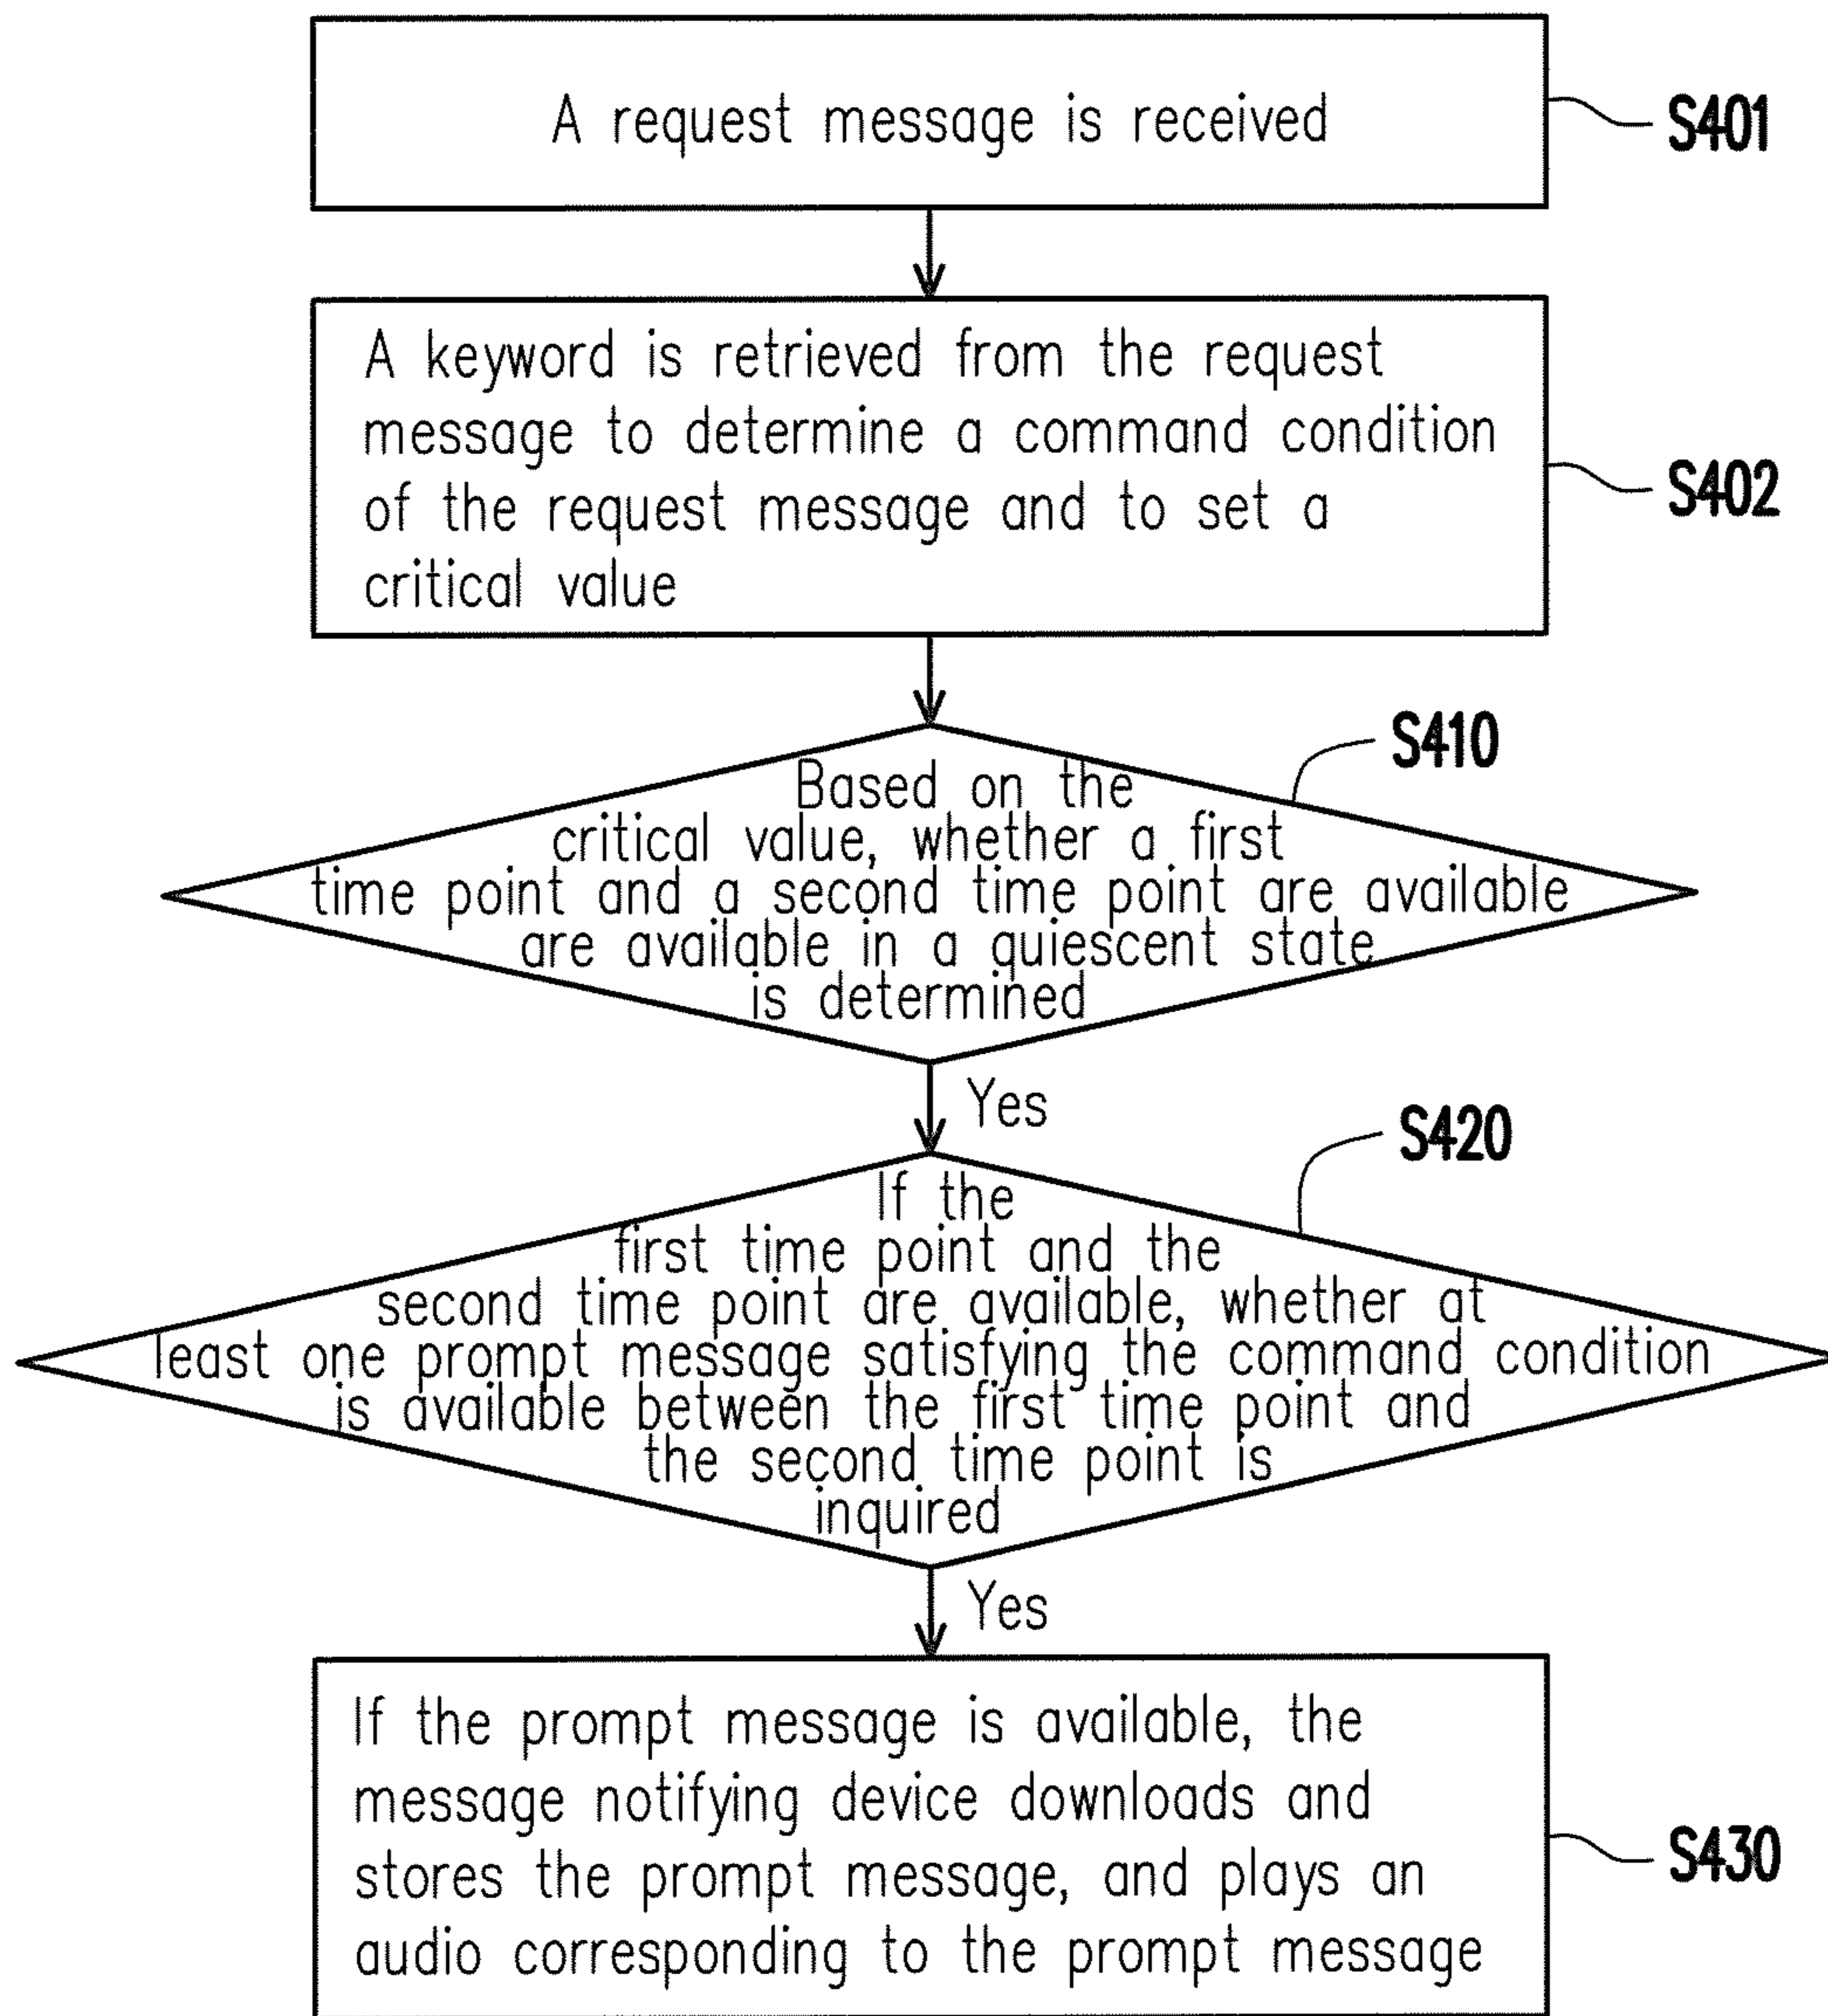 A request message is received
S401
A keyword is retrieved from the request
message to determine a command condition
of the request message and to set a
critical value
S402
S410
Based on the
critical value, whether a first
time point and a second time point are available
are available in a quiescent state
is determined
Yes
S420
If the
first time point and the
second time point are available, whether at
least one prompt message satisfying the command condition
is available between the first time point and
the second time point is
inquired
Yes
If the prompt message is available, the
message notifying device downloads and
stores the prompt message, and plays an
audio corresponding to the prompt message
S430